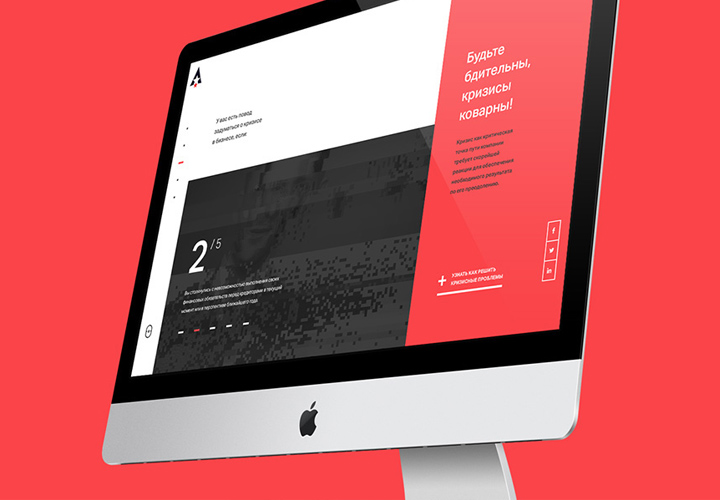 У вас есть повод
задуматься о кризисе
в бизнесе, если:
2/5
Вы столкнулись с невозможностью выполнения своих
финансовых обязательств перед кредиторами в текущий
момент или в перспективе ближайшего года.
Будьте
бдительны,
кризисы
коварны!
Кризис как критическая
точка пути компании
требует скорейшей
реакции для обеспечения
необходимого результата
по его преодолению.
УЗНАТЬ КАК РЕШИТЬ
КРИЗИСНЫЕ ПРОБЛЕМЫ
f
in